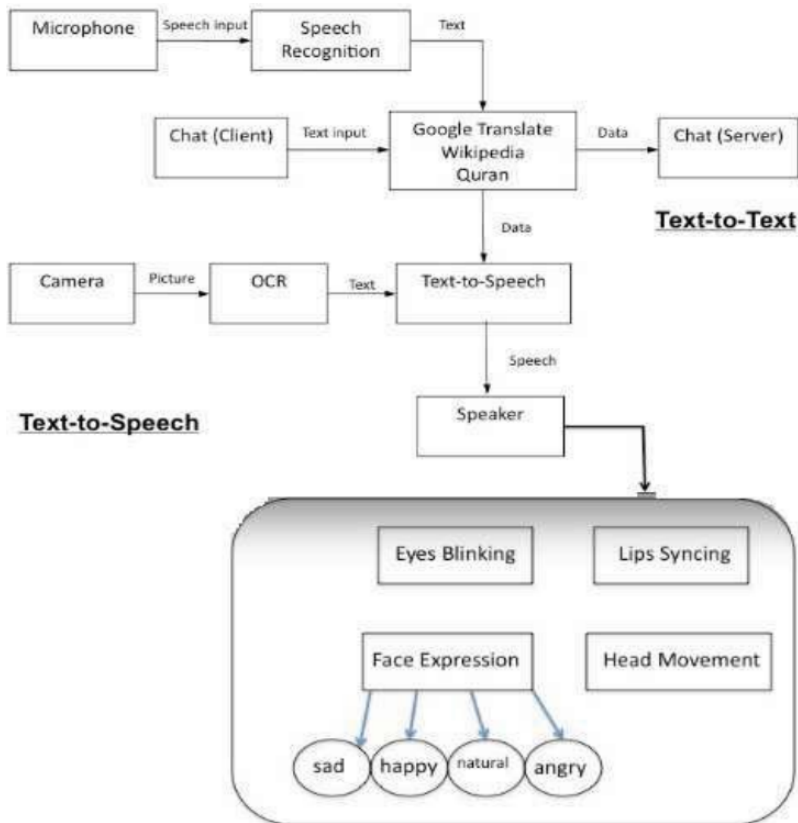 Microphone
Speech input
Speech
Recognition
Text
Chat (Client)
Text input
Google Translate
Wikipedia
Quran
Data
Chat (Server)
Text-to-Text
Data
Camera
Picture
OCR
Text
Text-to-Speech
Speech
Text-to-Speech
Speaker
Eyes Blinking
Lips Syncing
Face Expression
Head Movement
sad
happy
natural
angry